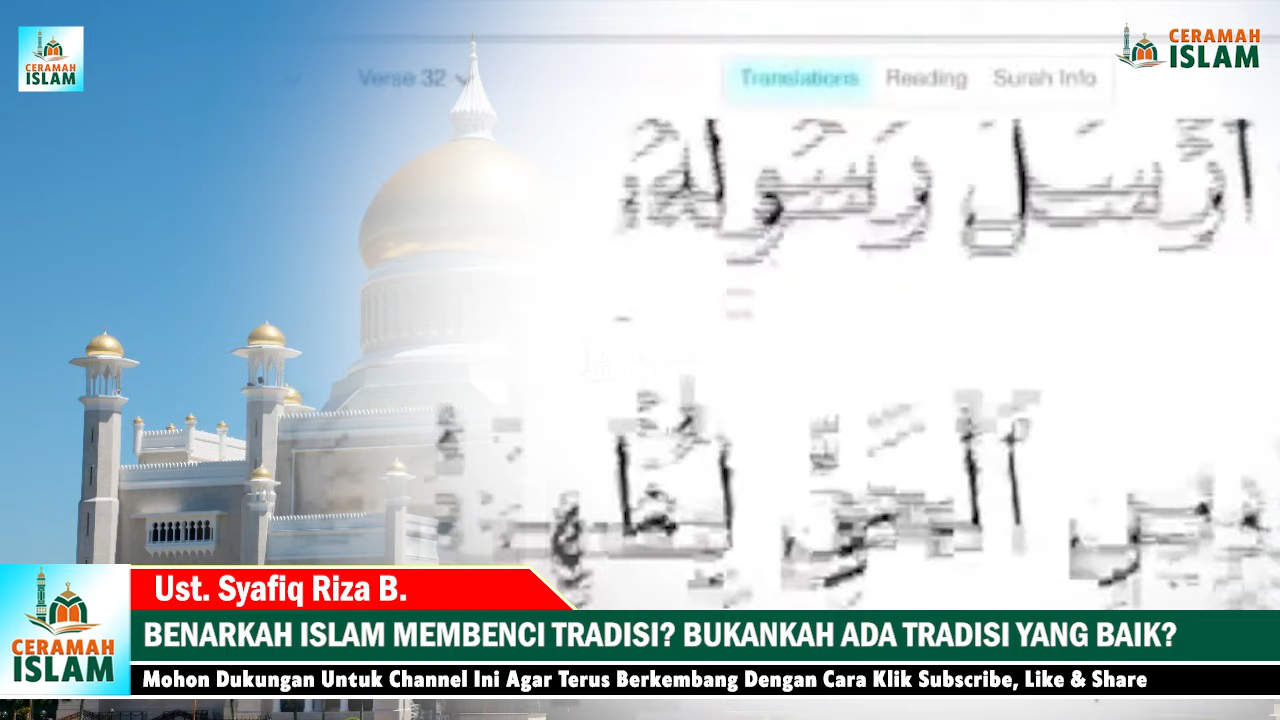 CERAMAH
ISLAM
CERAMAH
ISLAM
Verse 32
Translations Reading Surah Info
أَرْسَلَ رَسُولَهُ
CERAMAH
ISLAM
Ust. Syafiq Riza B.
BENARKAH ISLAM MEMBENCI TRADISI? BUKANKAH ADA TRADISI YANG BAIK?
Mohon Dukungan Untuk Channel Ini Agar Terus Berkembang Dengan Cara Klik Subscribe, Like & Share